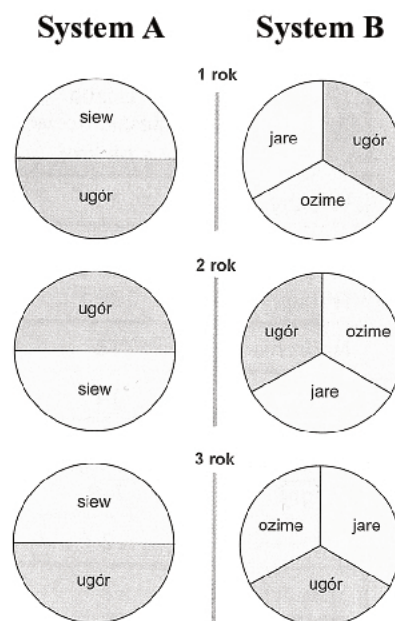 System A System B
1 rok
siew
ugór
jare
ugór
ozime
2 rok
ugór
siew
ugór
ozime
jare
3 rok
siew
ugór
ozime
jare
ugór